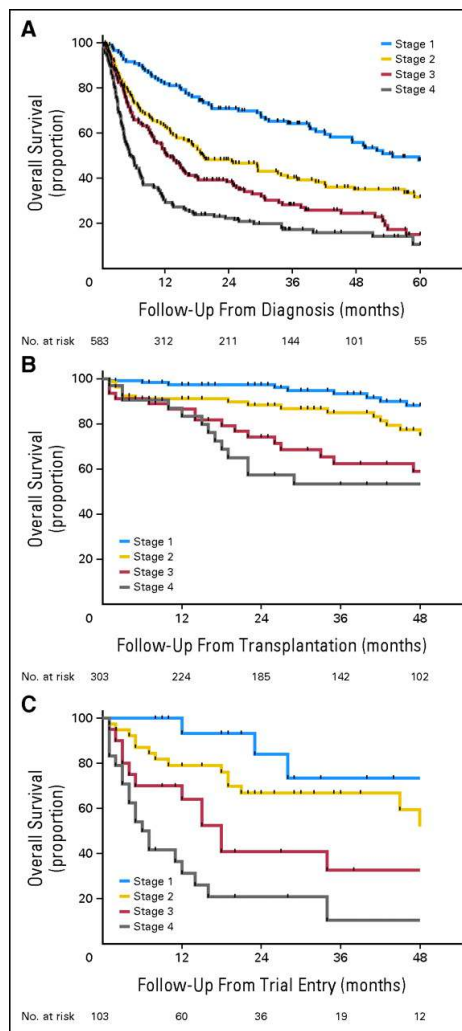 A
100
80
60
40
20
0
12
24
36
48
60
Overall Survival
(proportion)
Stage 1
Stage 2
Stage 3
Stage 4
Follow-Up From Diagnosis (months)
No. at risk 583 312 211 144 101 55
B
100
80
60
40
20
0
12
24
36
48
Overall Survival
(proportion)
Stage 1
Stage 2
Stage 3
Stage 4
Follow-Up From Transplantation (months)
No. at risk 303 224 185 142 102
C
100
80
60
40
20
0
12
24
36
48
Overall Survival
(proportion)
Stage 1
Stage 2
Stage 3
Stage 4
Follow-Up From Trial Entry (months)
No. at risk 103 60 36 19 12